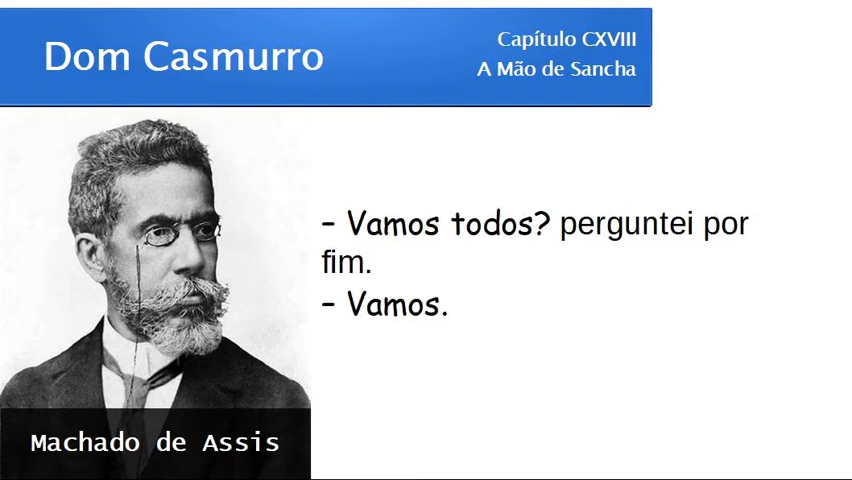 Dom Casmurro
Capítulo CXVIII
A Mão de Sancha
– Vamos todos? perguntei por
fim.
– Vamos.
Machado de Assis